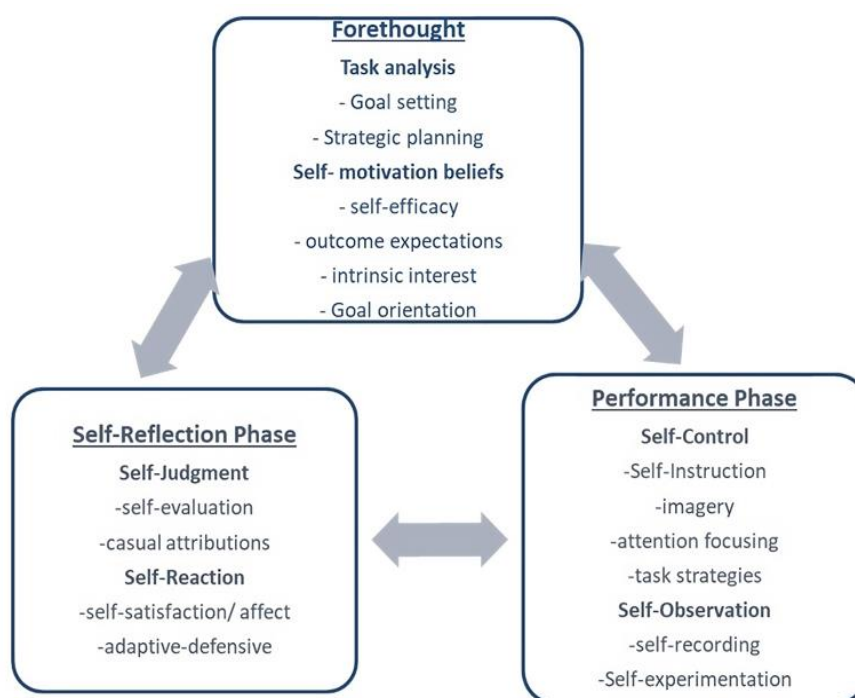 Forethought
Task analysis
- Goal setting
- Strategic planning
Self- motivation beliefs
- self-efficacy
- outcome expectations
- intrinsic interest
- Goal orientation
Self-Reflection Phase
Self-Judgment
-self-evaluation
-casual attributions
Self-Reaction
-self-satisfaction/ affect
-adaptive-defensive
Performance Phase
Self-Control
-Self-Instruction
-imagery
-attention focusing
-task strategies
Self-Observation
-self-recording
-Self-experimentation